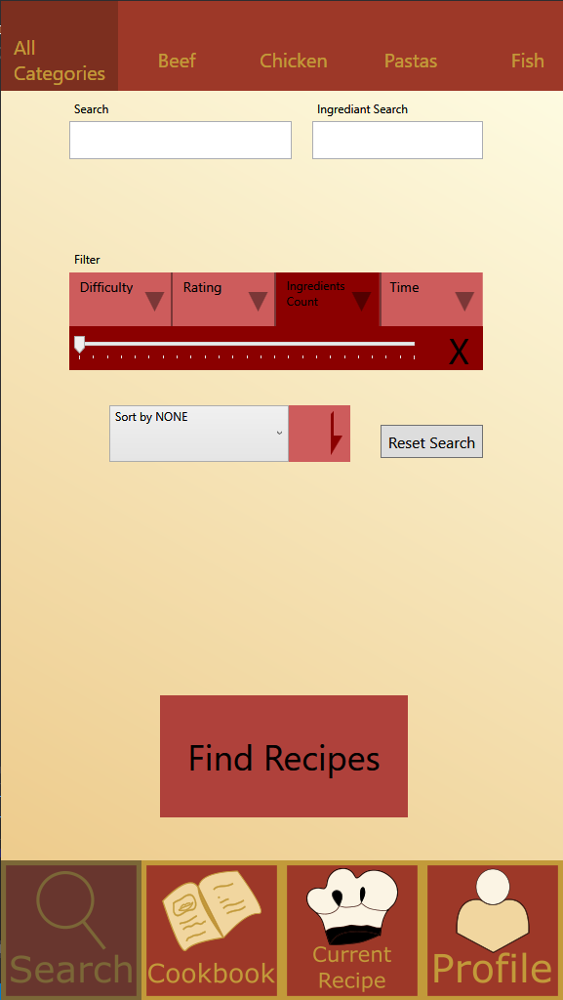 All
Categories
Beef
Chicken
Pastas
Fish
Search
Ingrediant Search
Filter
Difficulty
Rating
Ingredients
Count
Time
X
Sort by NONE
Reset Search
Find Recipes
Search
Cookbook
Current
Recipe
Profile